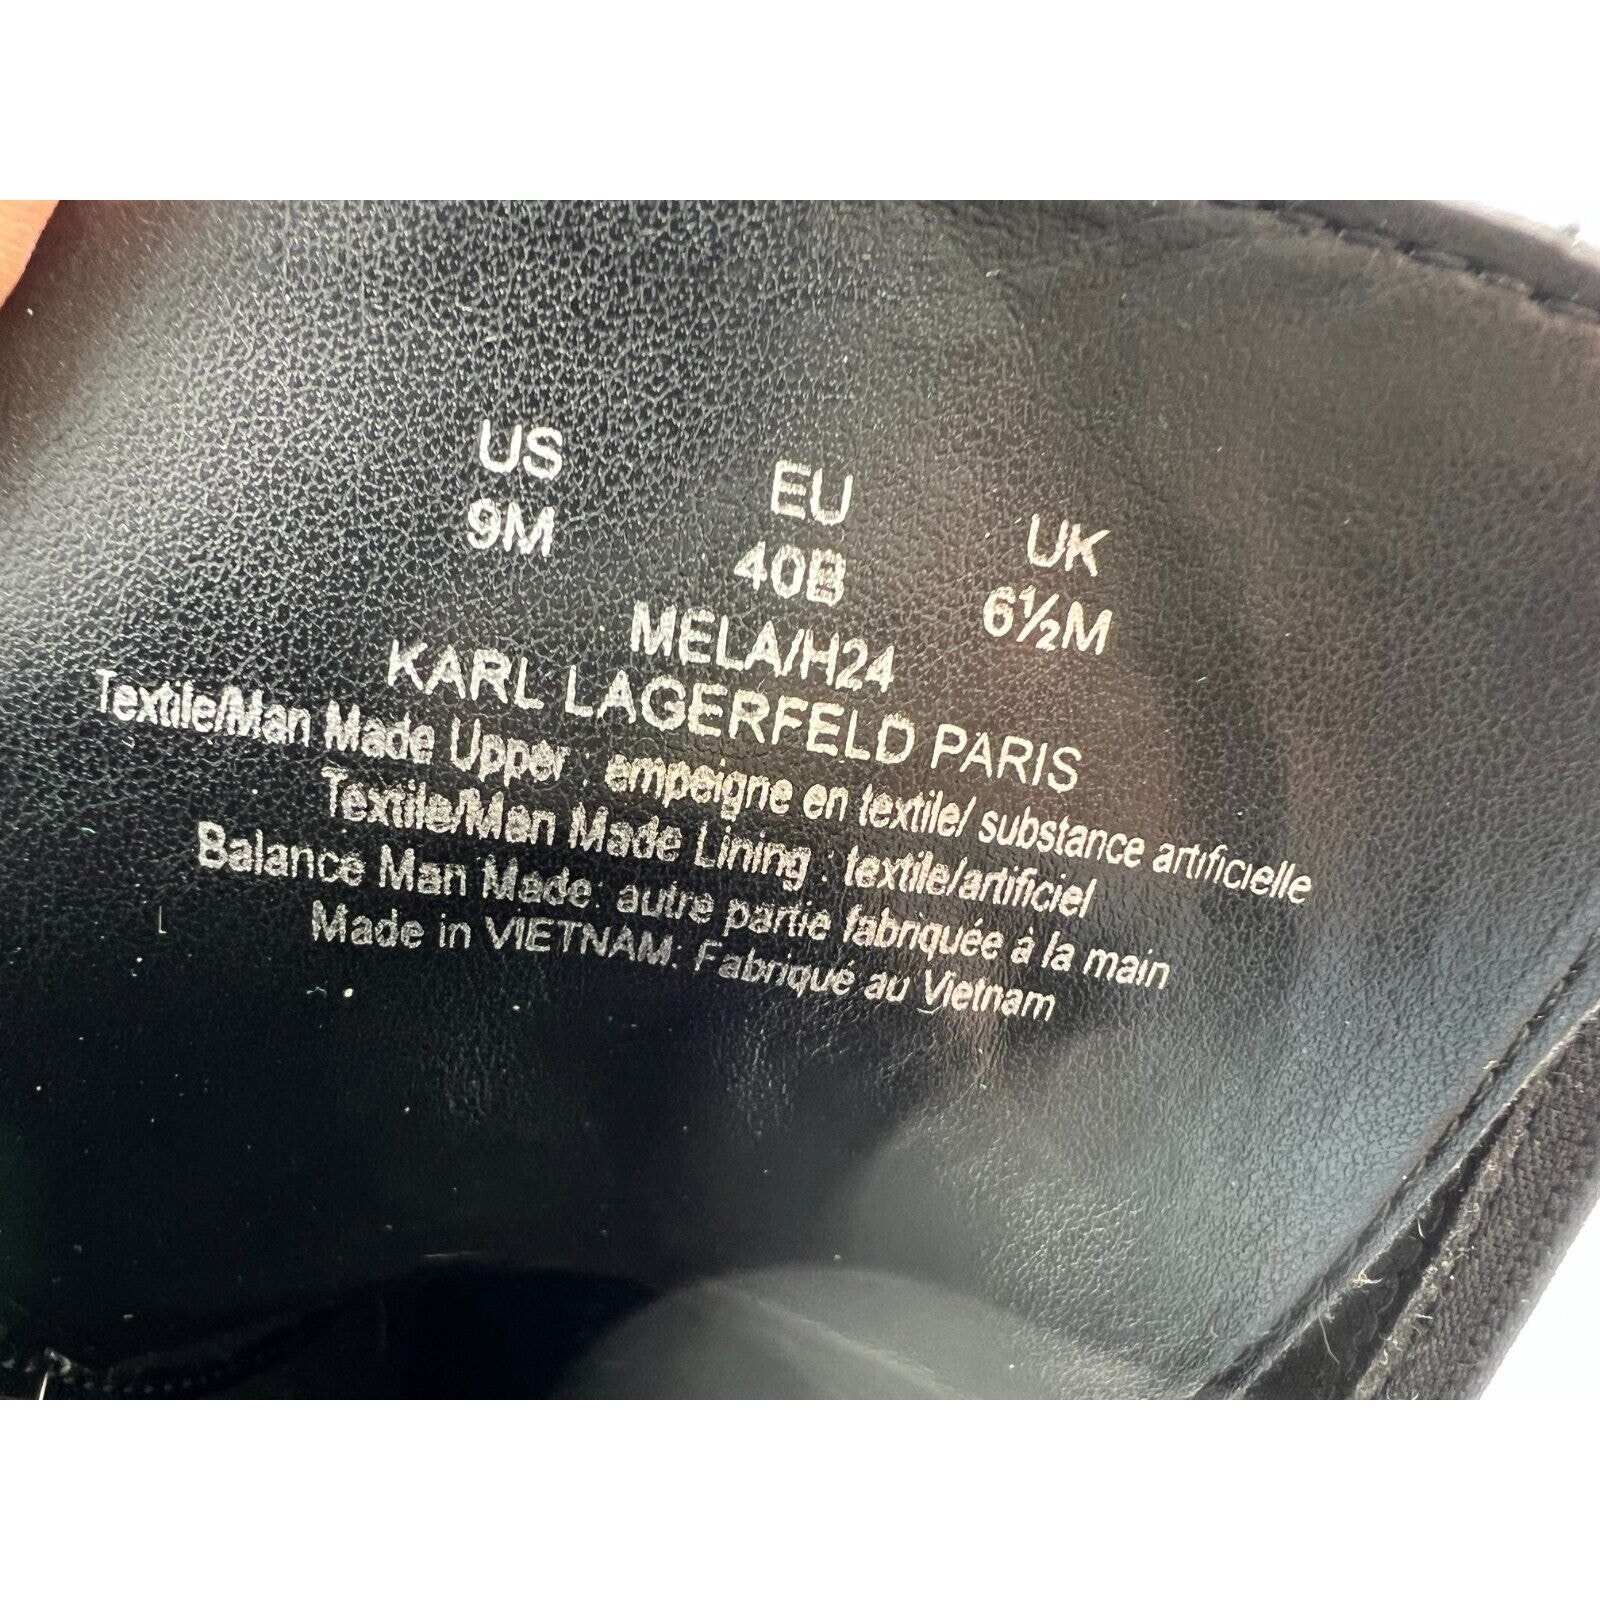 US EU UK
9M 40B 6½M
MELA/H24
KARL LAGERFELD PARIS
Textile/Man Made Upper : empeigne en textile/ substance artificielle
Textile/Man Made Lining : textile/artificiel
Balance Man Made: autre partie fabriquée à la main
Made in VIETNAM: Fabriqué au Vietnam